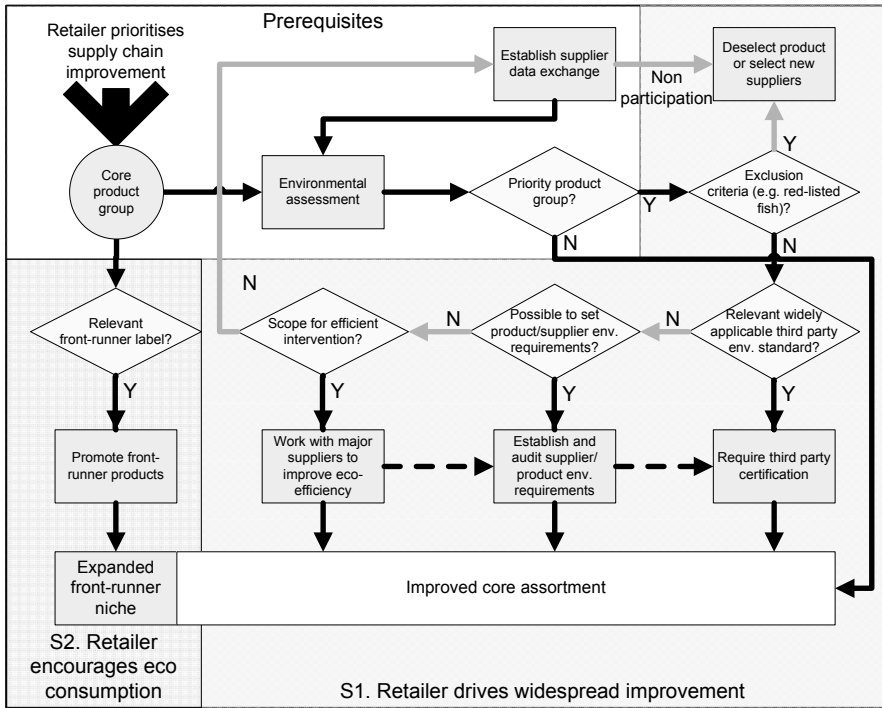 Prerequisites
Retailer prioritises
supply chain
improvement
Establish supplier
data exchange
Non
participation
Deselect product
or select new
suppliers
Y
Core
product
group
Environmental
assessment
Priority product
group?
Y
N
Exclusion
criteria (e.g. red-listed
fish)?
N
Relevant
front-runner label?
Y
N
Scope for efficient
intervention?
Y
N
Possible to set
product/supplier env.
requirements?
Y
N
Relevant widely
applicable third party
env. standard?
Y
Promote front-
runner products
Work with major
suppliers to
improve eco-
efficiency
Establish and
audit supplier/
product env.
requirements
Require third party
certification
Expanded
front-runner
niche
Improved core assortment
S2. Retailer
encourages eco
consumption
S1. Retailer drives widespread improvement